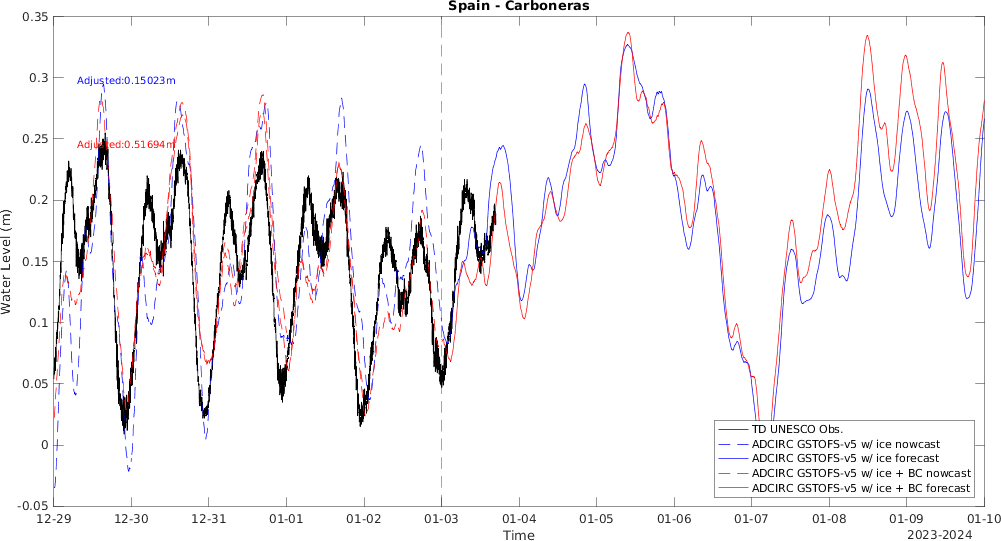 Spain - Carboneras
0.35
0.3
0.25
0.2
0.15
0.1
0.05
0
-0.05
Water Level (m)
Adjusted:0.15023m
Adjusted:0.51694m
TD UNESCO Obs.
ADCIRC GSTOFS-v5 w/ ice nowcast
ADCIRC GSTOFS-v5 w/ ice forecast
ADCIRC GSTOFS-v5 w/ ice + BC nowcast
ADCIRC GSTOFS-v5 w/ ice + BC forecast
12-29 12-30 12-31 01-01 01-02 01-03 01-04 01-05 01-06 01-07 01-08 01-09 01-10
Time
2023-2024